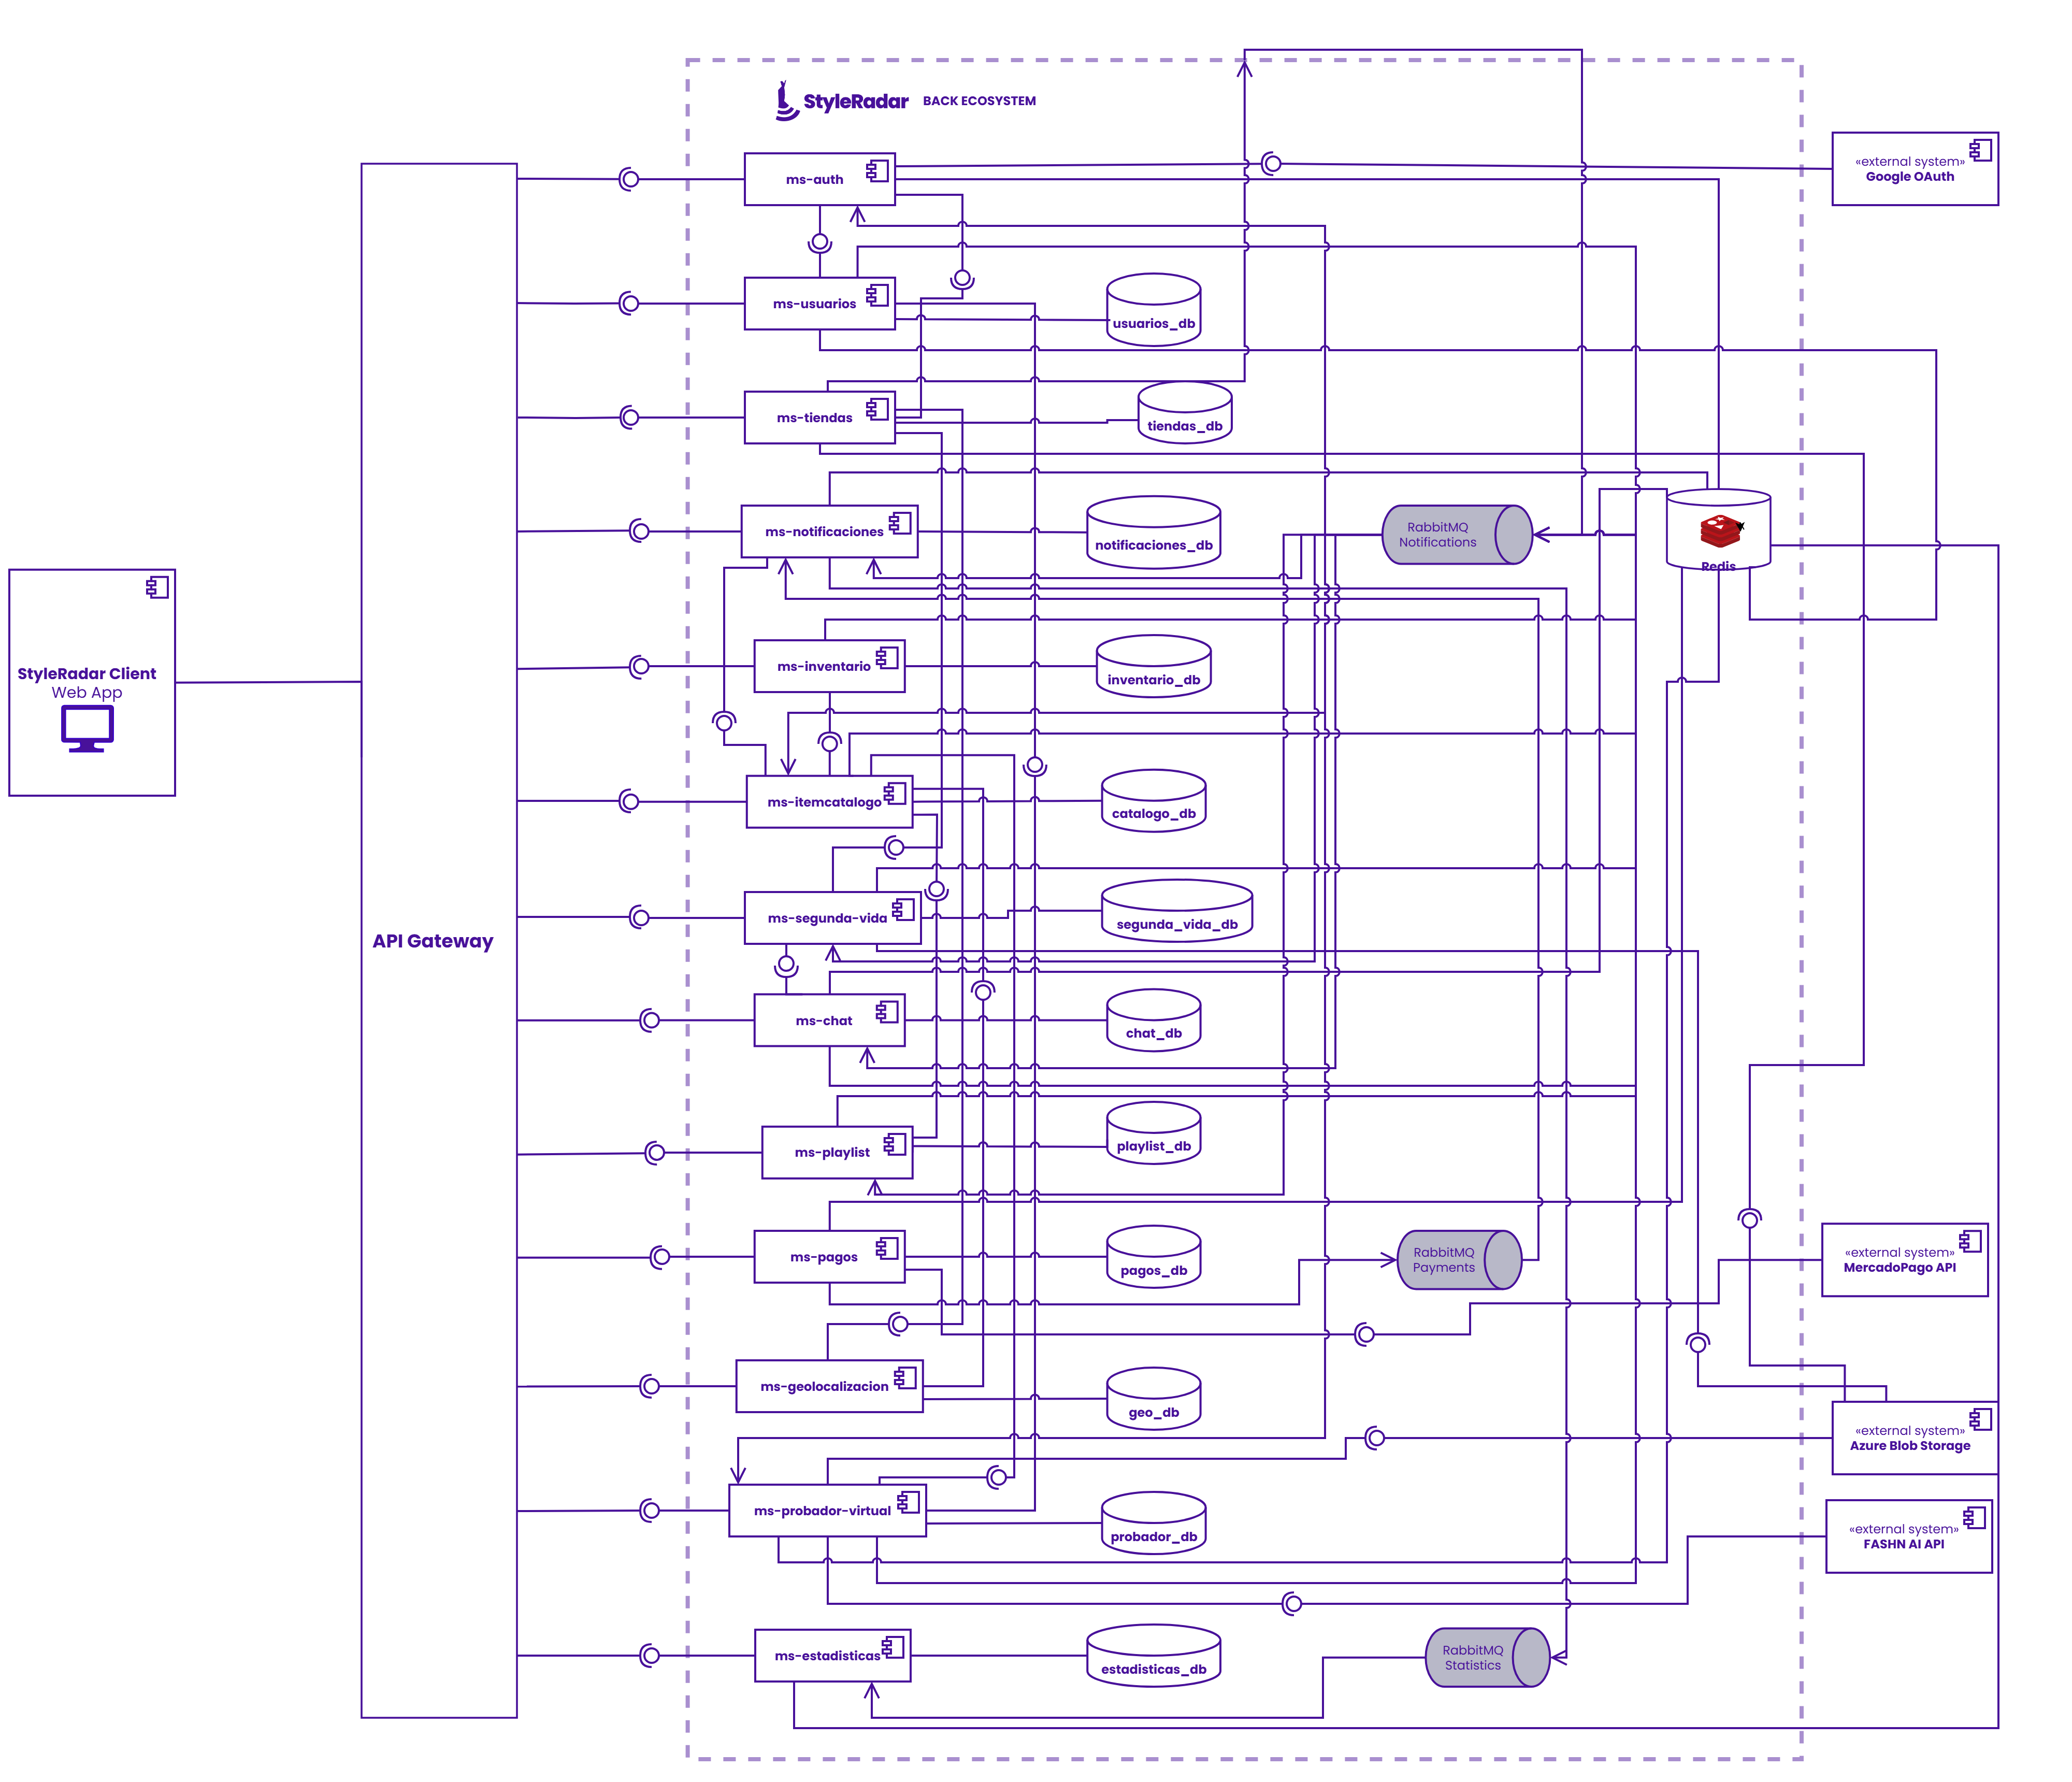 StyleRadar BACK ECOSYSTEM
«external system»
Google OAuth
ms-auth
ms-usuarios
usuarios_db
ms-tiendas
tiendas_db
ms-notificaciones
notificaciones_db
RabbitMQ
Notifications
Redis
StyleRadar Client
Web App
ms-inventario
inventario_db
ms-itemcatalogo
catalogo_db
API Gateway
ms-segunda-vida
segunda_vida_db
ms-chat
chat_db
ms-playlist
playlist_db
ms-pagos
pagos_db
RabbitMQ
Payments
«external system»
MercadoPago API
ms-geolocalizacion
geo_db
«external system»
Azure Blob Storage
ms-probador-virtual
probador_db
«external system»
FASHN AI API
ms-estadisticas
estadisticas_db
RabbitMQ
Statistics